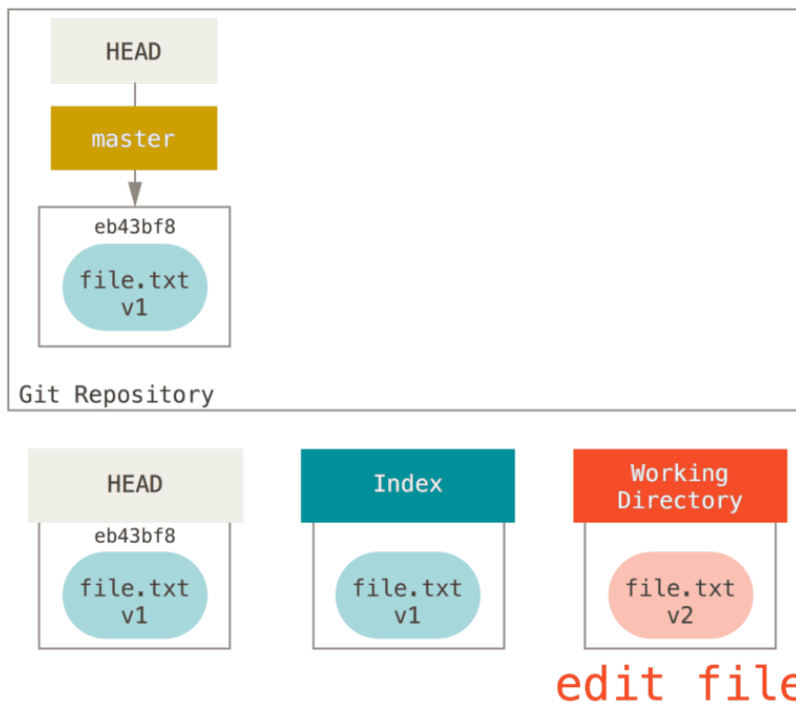 HEAD
master
eb43bf8
file.txt
v1
Git Repository
HEAD
Index
Working
Directory
eb43bf8
file.txt
v1
file.txt
v1
file.txt
v2
edit file